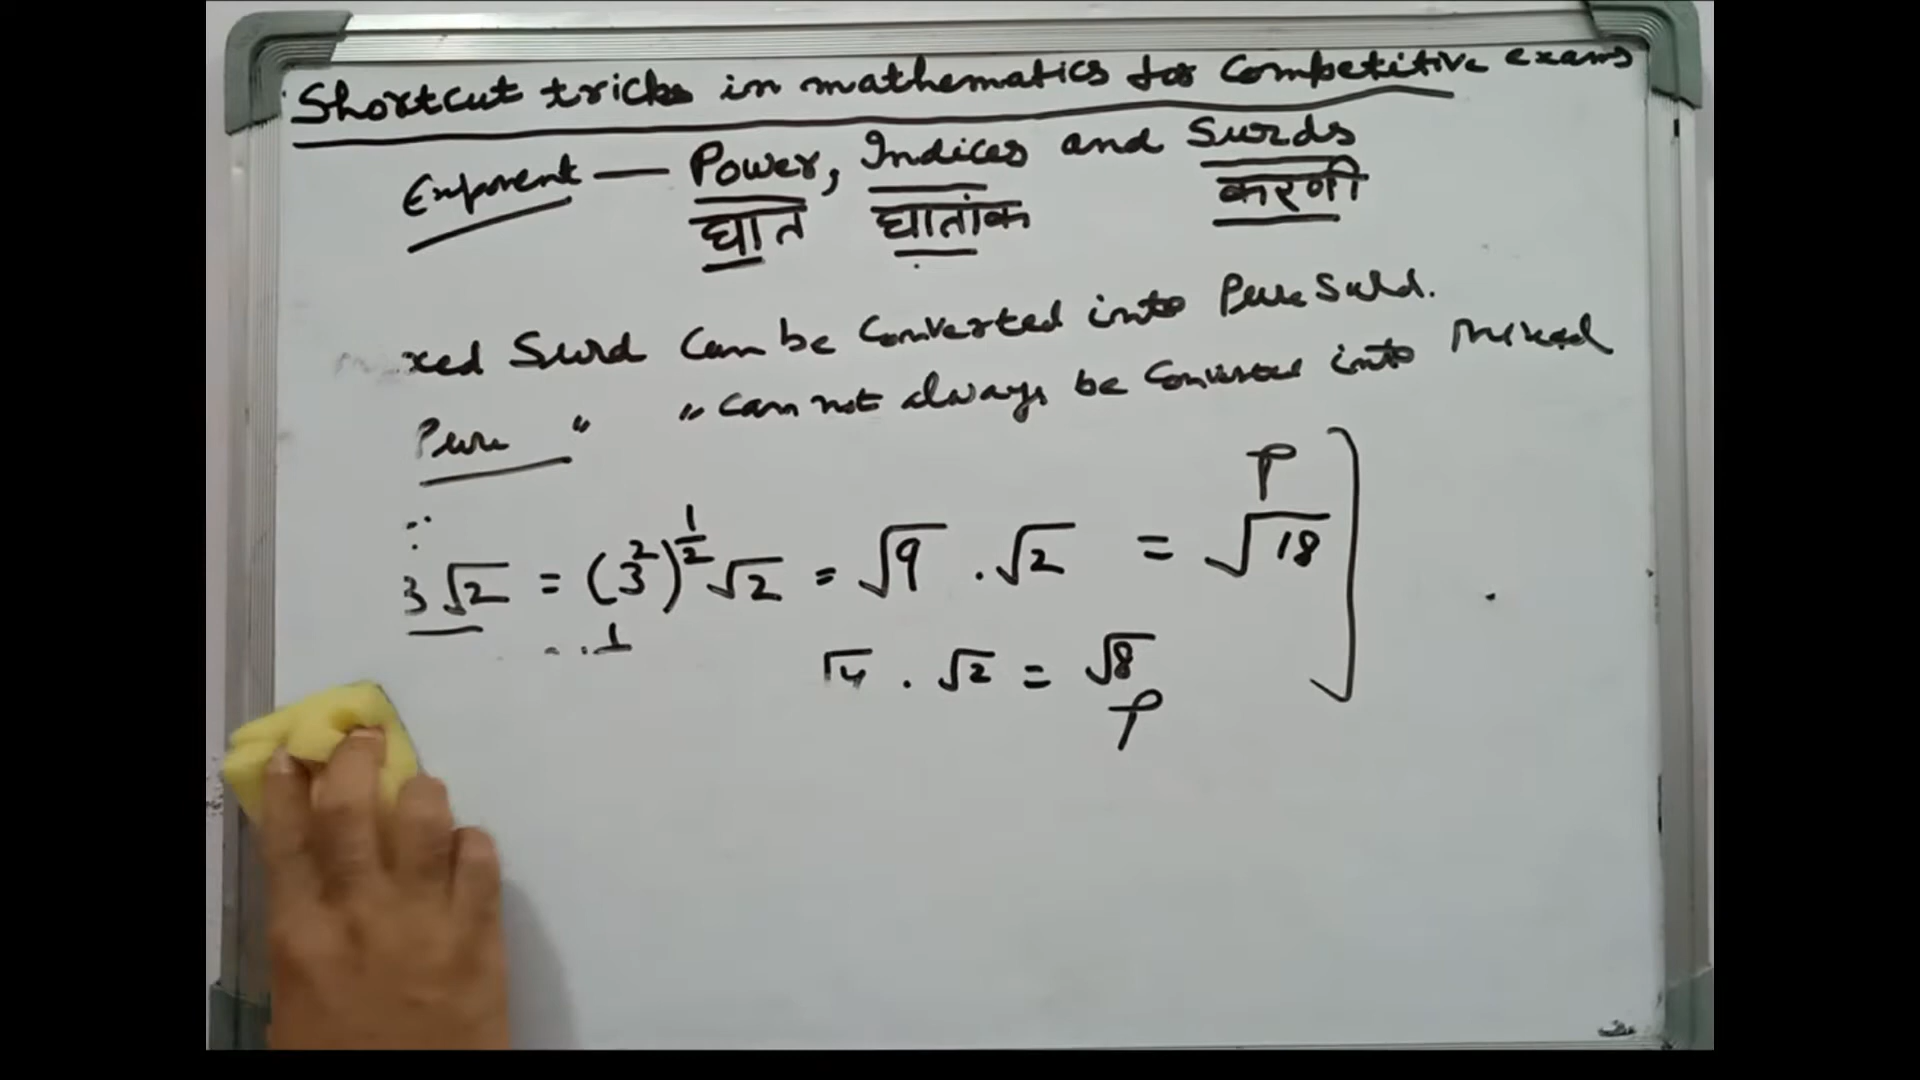 Shortcut tricks in mathematics for Competitive exams
Exponent — Power, Indices and Surds
घात घातांक करणी
xed Surd Can be Converted into Pure Surd.
Pure " " can not always be Converted into Mixed
3√2 = (3²)^1/2 √2 = √9 . √2 = √18
P
1
√4 . √2 = √8
P